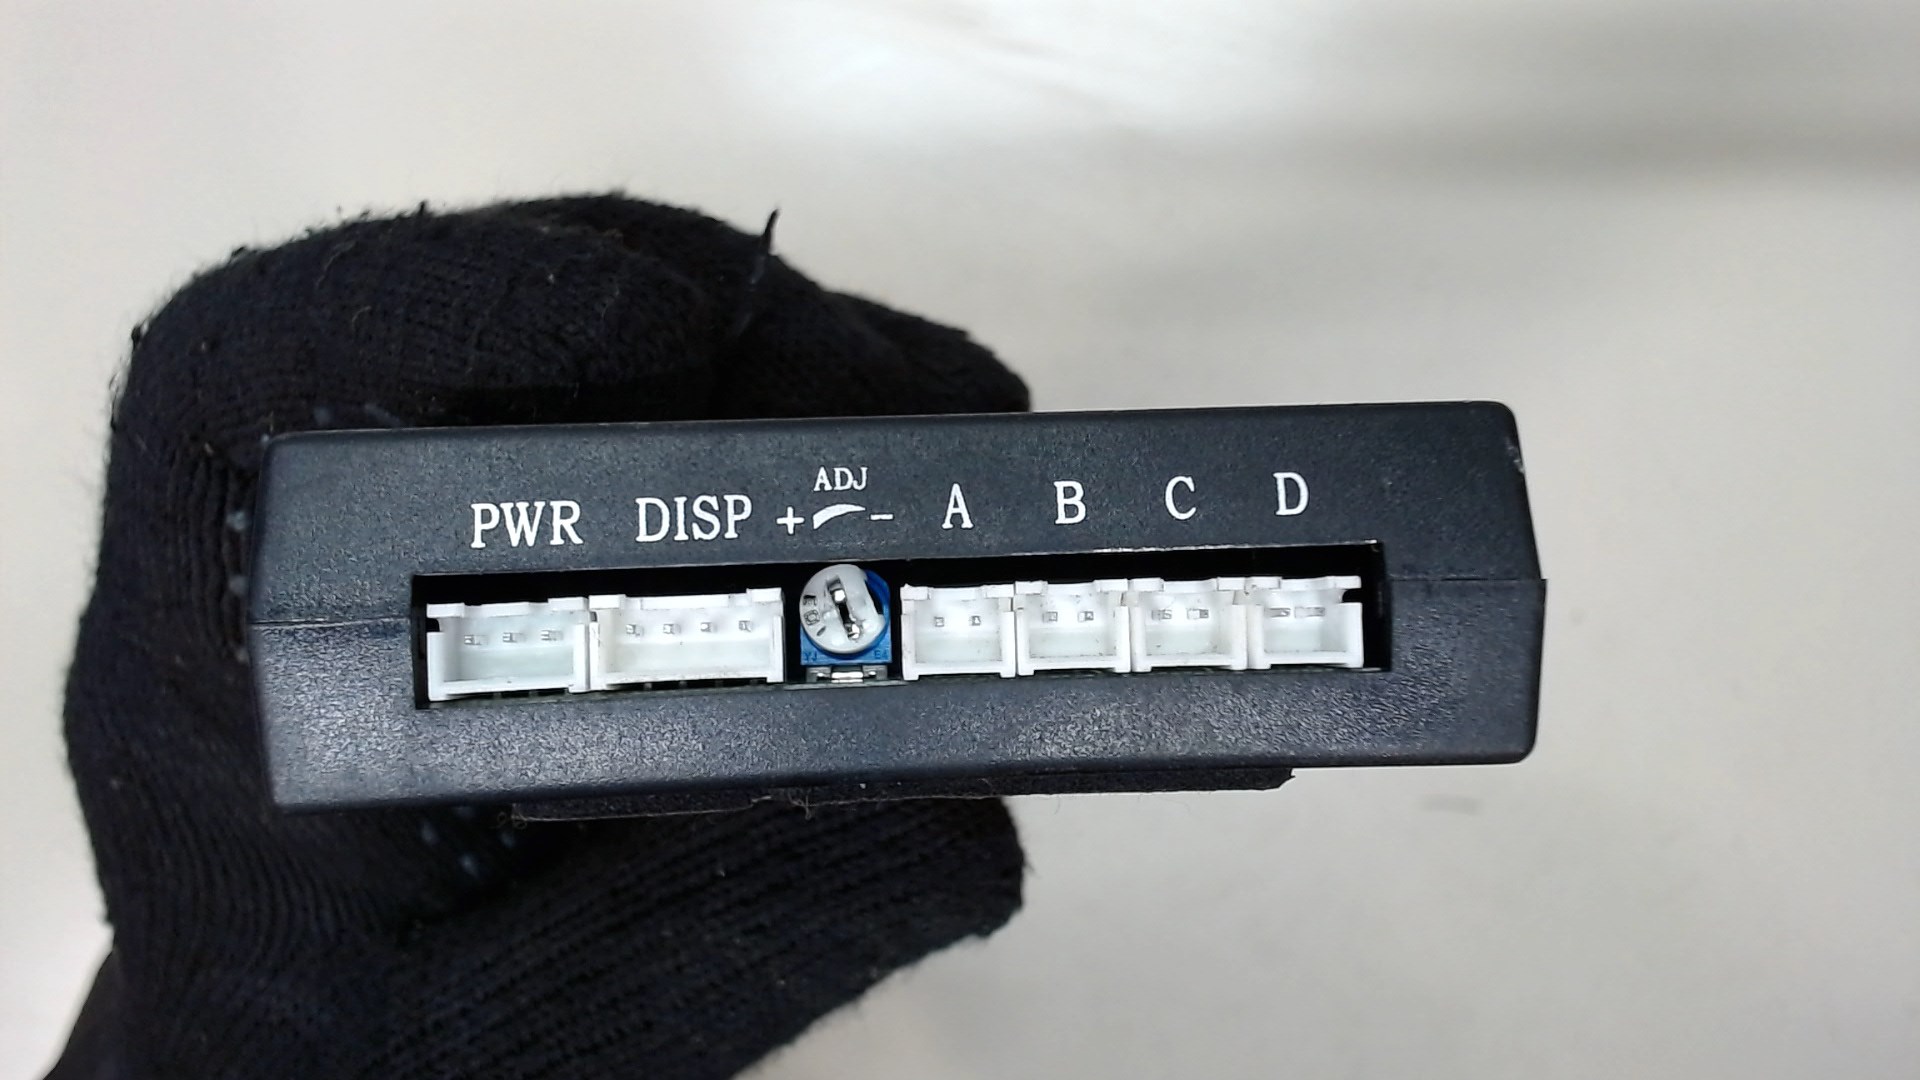 PWR DISP + ADJ - A B C D